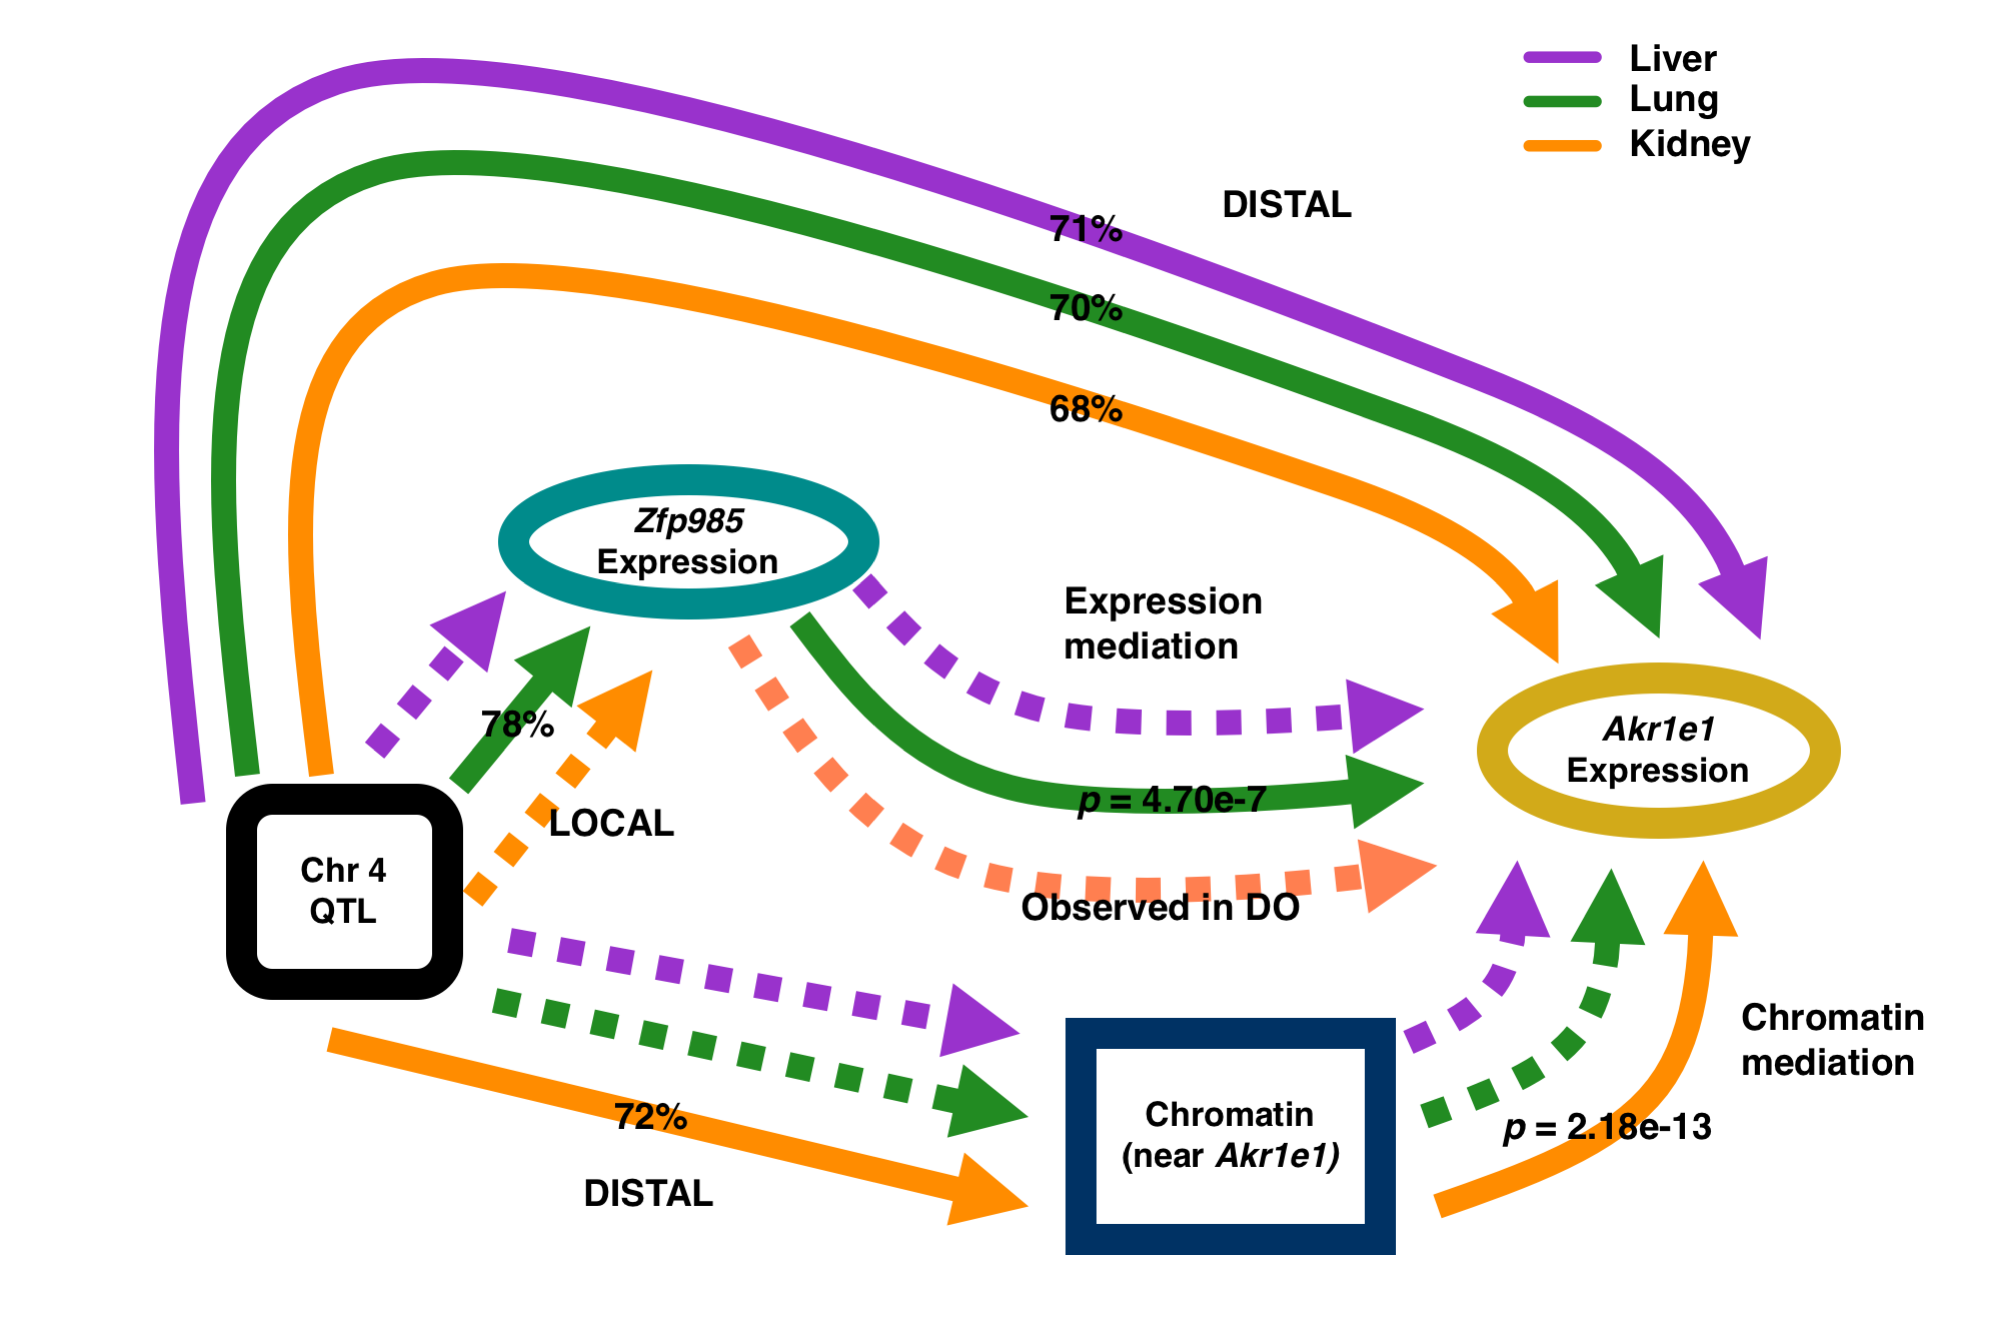 Liver
Lung
Kidney
DISTAL
71%
70%
68%
Zfp985
Expression
Expression
mediation
78%
LOCAL
p = 4.70e-7
Akr1e1
Expression
Chr 4
QTL
Observed in DO
72%
DISTAL
Chromatin
(near Akr1e1)
Chromatin
mediation
p = 2.18e-13